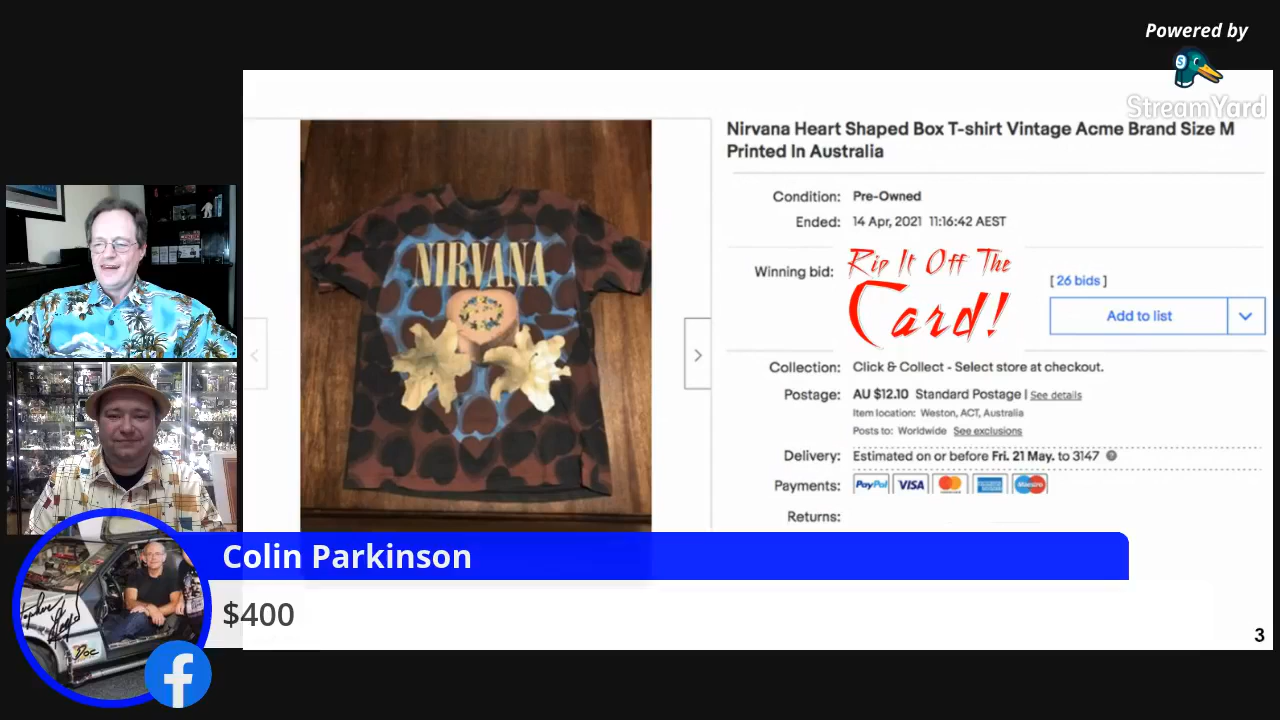 Powered by
StreamYard
Nirvana Heart Shaped Box T-shirt Vintage Acme Brand Size M
Printed In Australia
Condition: Pre-Owned
Ended: 14 Apr, 2021 11:16:42 AEST
Winning bid: Rip It Off The
Card!
[ 26 bids ]
Add to list
Collection: Click & Collect - Select store at checkout.
Postage: AU $12.10 Standard Postage | See details
Item location: Weston, ACT, Australia
Posts to: Worldwide See exclusions
Delivery: Estimated on or before Fri. 21 May. to 3147
Payments: PayPal VISA MasterCard Maestro
Returns:
NIRVANA
Colin Parkinson
$400
Doc
3